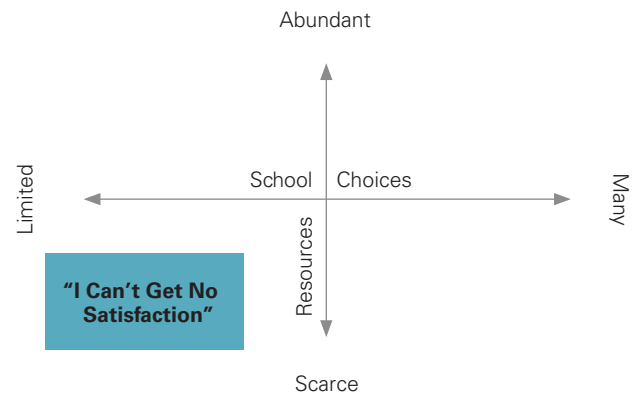 Abundant
Limited
School Choices
Many
Resources
“I Can’t Get No
Satisfaction”
Scarce